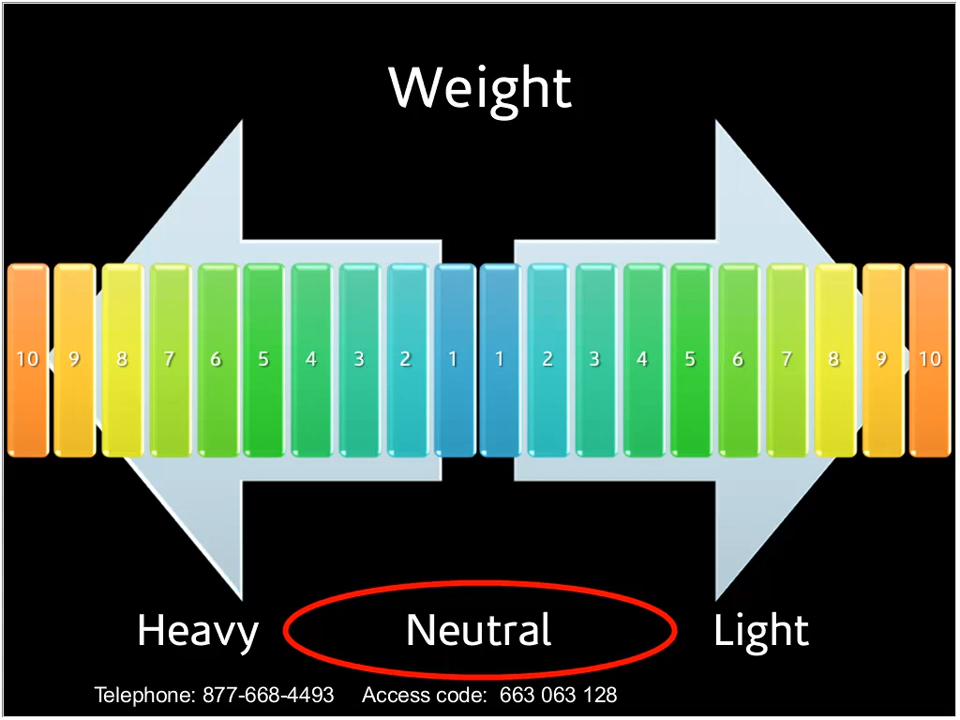 Weight
10 9 8 7 6 5 4 3 2 1 1 2 3 4 5 6 7 8 9 10
Heavy Neutral Light
Telephone: 877-668-4493 Access code: 663 063 128